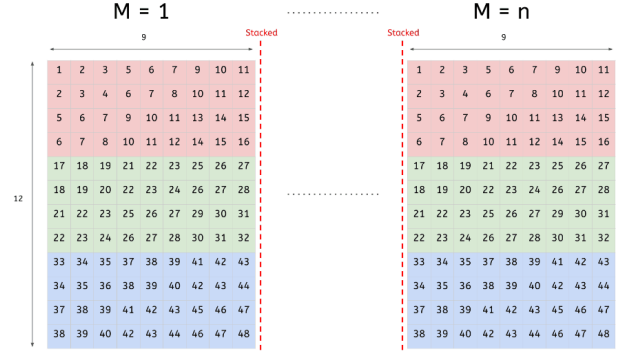 M = 1 ...................... M = n
Stacked Stacked
9 9
1 2 3 5 6 7 9 10 11 1 2 3 5 6 7 9 10 11
2 3 4 6 7 8 10 11 12 2 3 4 6 7 8 10 11 12
5 6 7 9 10 11 13 14 15 5 6 7 9 10 11 13 14 15
6 7 8 10 11 12 14 15 16 6 7 8 10 11 12 14 15 16
17 18 19 21 22 23 25 26 27 17 18 19 21 22 23 25 26 27
18 19 20 22 23 24 26 27 28 ...................... 18 19 20 22 23 24 26 27 28
12
21 22 23 25 26 27 29 30 31 21 22 23 25 26 27 29 30 31
22 23 24 26 27 28 30 31 32 22 23 24 26 27 28 30 31 32
33 34 35 37 38 39 41 42 43 33 34 35 37 38 39 41 42 43
34 35 36 38 39 40 42 43 44 34 35 36 38 39 40 42 43 44
37 38 39 41 42 43 45 46 47 37 38 39 41 42 43 45 46 47
38 39 40 42 43 44 46 47 48 38 39 40 42 43 44 46 47 48